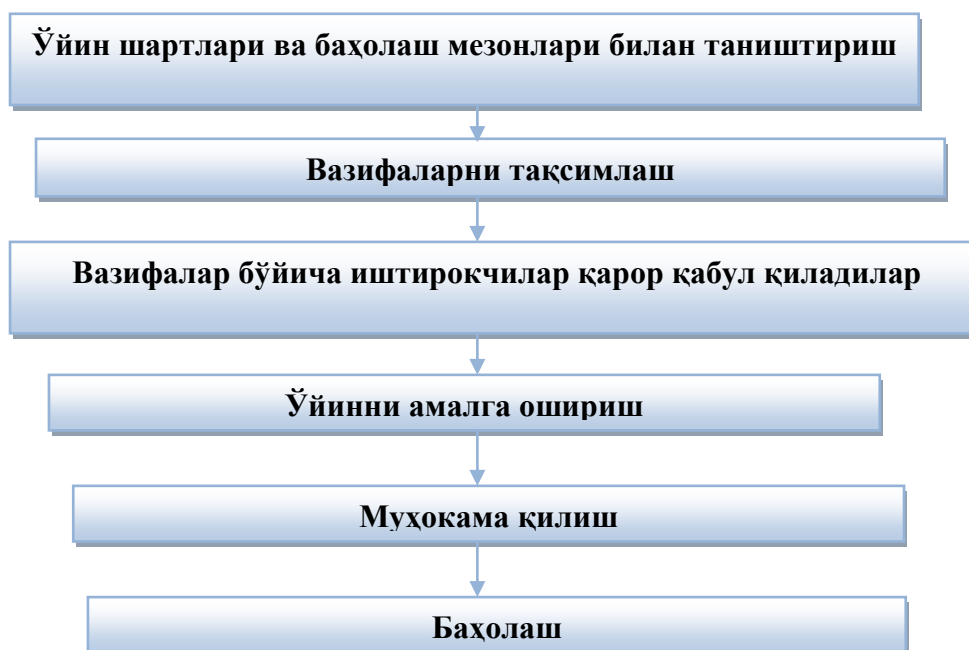 Ўйин шартлари ва баҳолаш мезонлари билан таништириш
Вазифаларни тақсимлаш
Вазифалар бўйича иштирокчилар қарор қабул қиладилар
Ўйинни амалга ошириш
Муҳокама қилиш
Баҳолаш